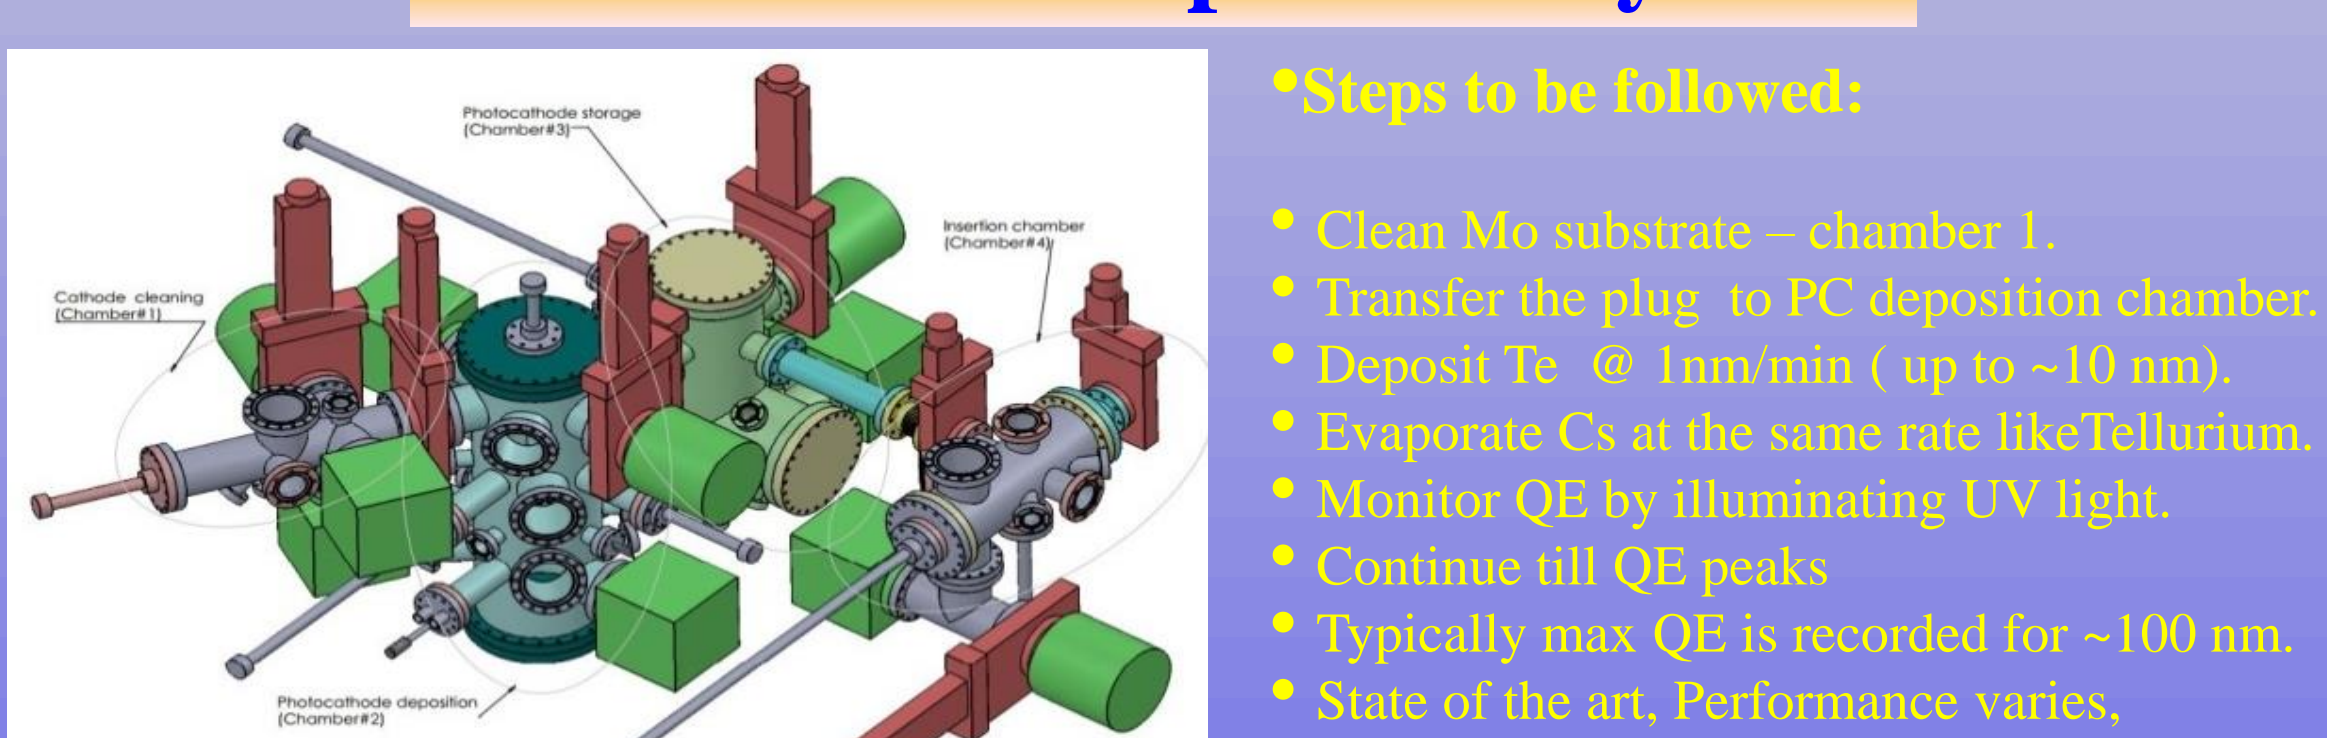 Photocathode storage
(Chamber#3)
Insertion chamber
(Chamber#4)
Cathode cleaning
(Chamber#1)
Photocathode deposition
(Chamber#2)
•Steps to be followed:
• Clean Mo substrate – chamber 1.
• Transfer the plug to PC deposition chamber.
• Deposit Te @ 1nm/min ( up to ~10 nm).
• Evaporate Cs at the same rate likeTellurium.
• Monitor QE by illuminating UV light.
• Continue till QE peaks
• Typically max QE is recorded for ~100 nm.
• State of the art, Performance varies,